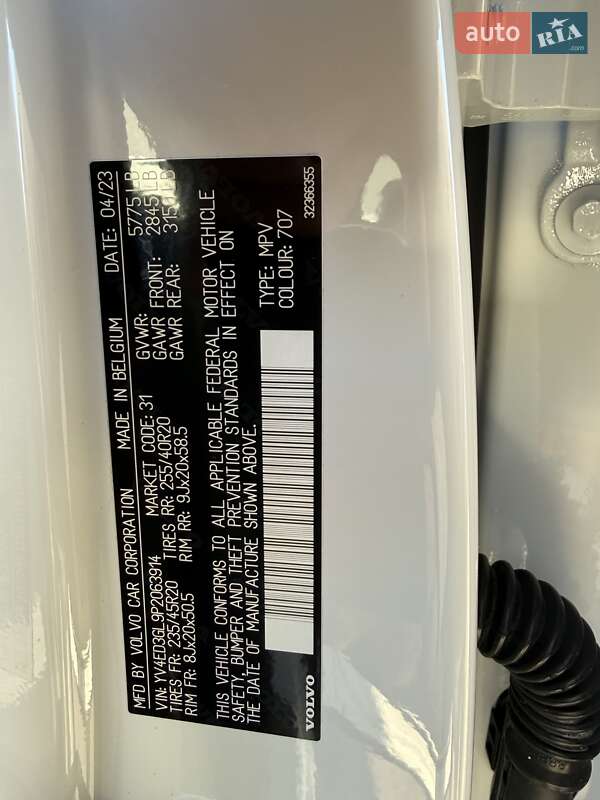 auto RIA .com
MFD BY VOLVO CAR CORPORATION MADE IN BELGIUM DATE: 04/23
VIN: YV4ED3GL9P2063914 MARKET CODE: 31 GVWR: 5775 LB
TIRES FR: 235/45R20 TIRES RR: 255/40R20 GAWR FRONT: 2845 LB
RIM FR: 8Jx20x50.5 RIM RR: 9Jx20x58.5 GAWR REAR: LB
THIS VEHICLE CONFORMS TO ALL APPLICABLE FEDERAL MOTOR VEHICLE
SAFETY, BUMPER AND THEFT PREVENTION STANDARDS IN EFFECT ON
THE DATE OF MANUFACTURE SHOWN ABOVE.
TYPE: MPV
COLOUR: 707
VOLVO 32366355